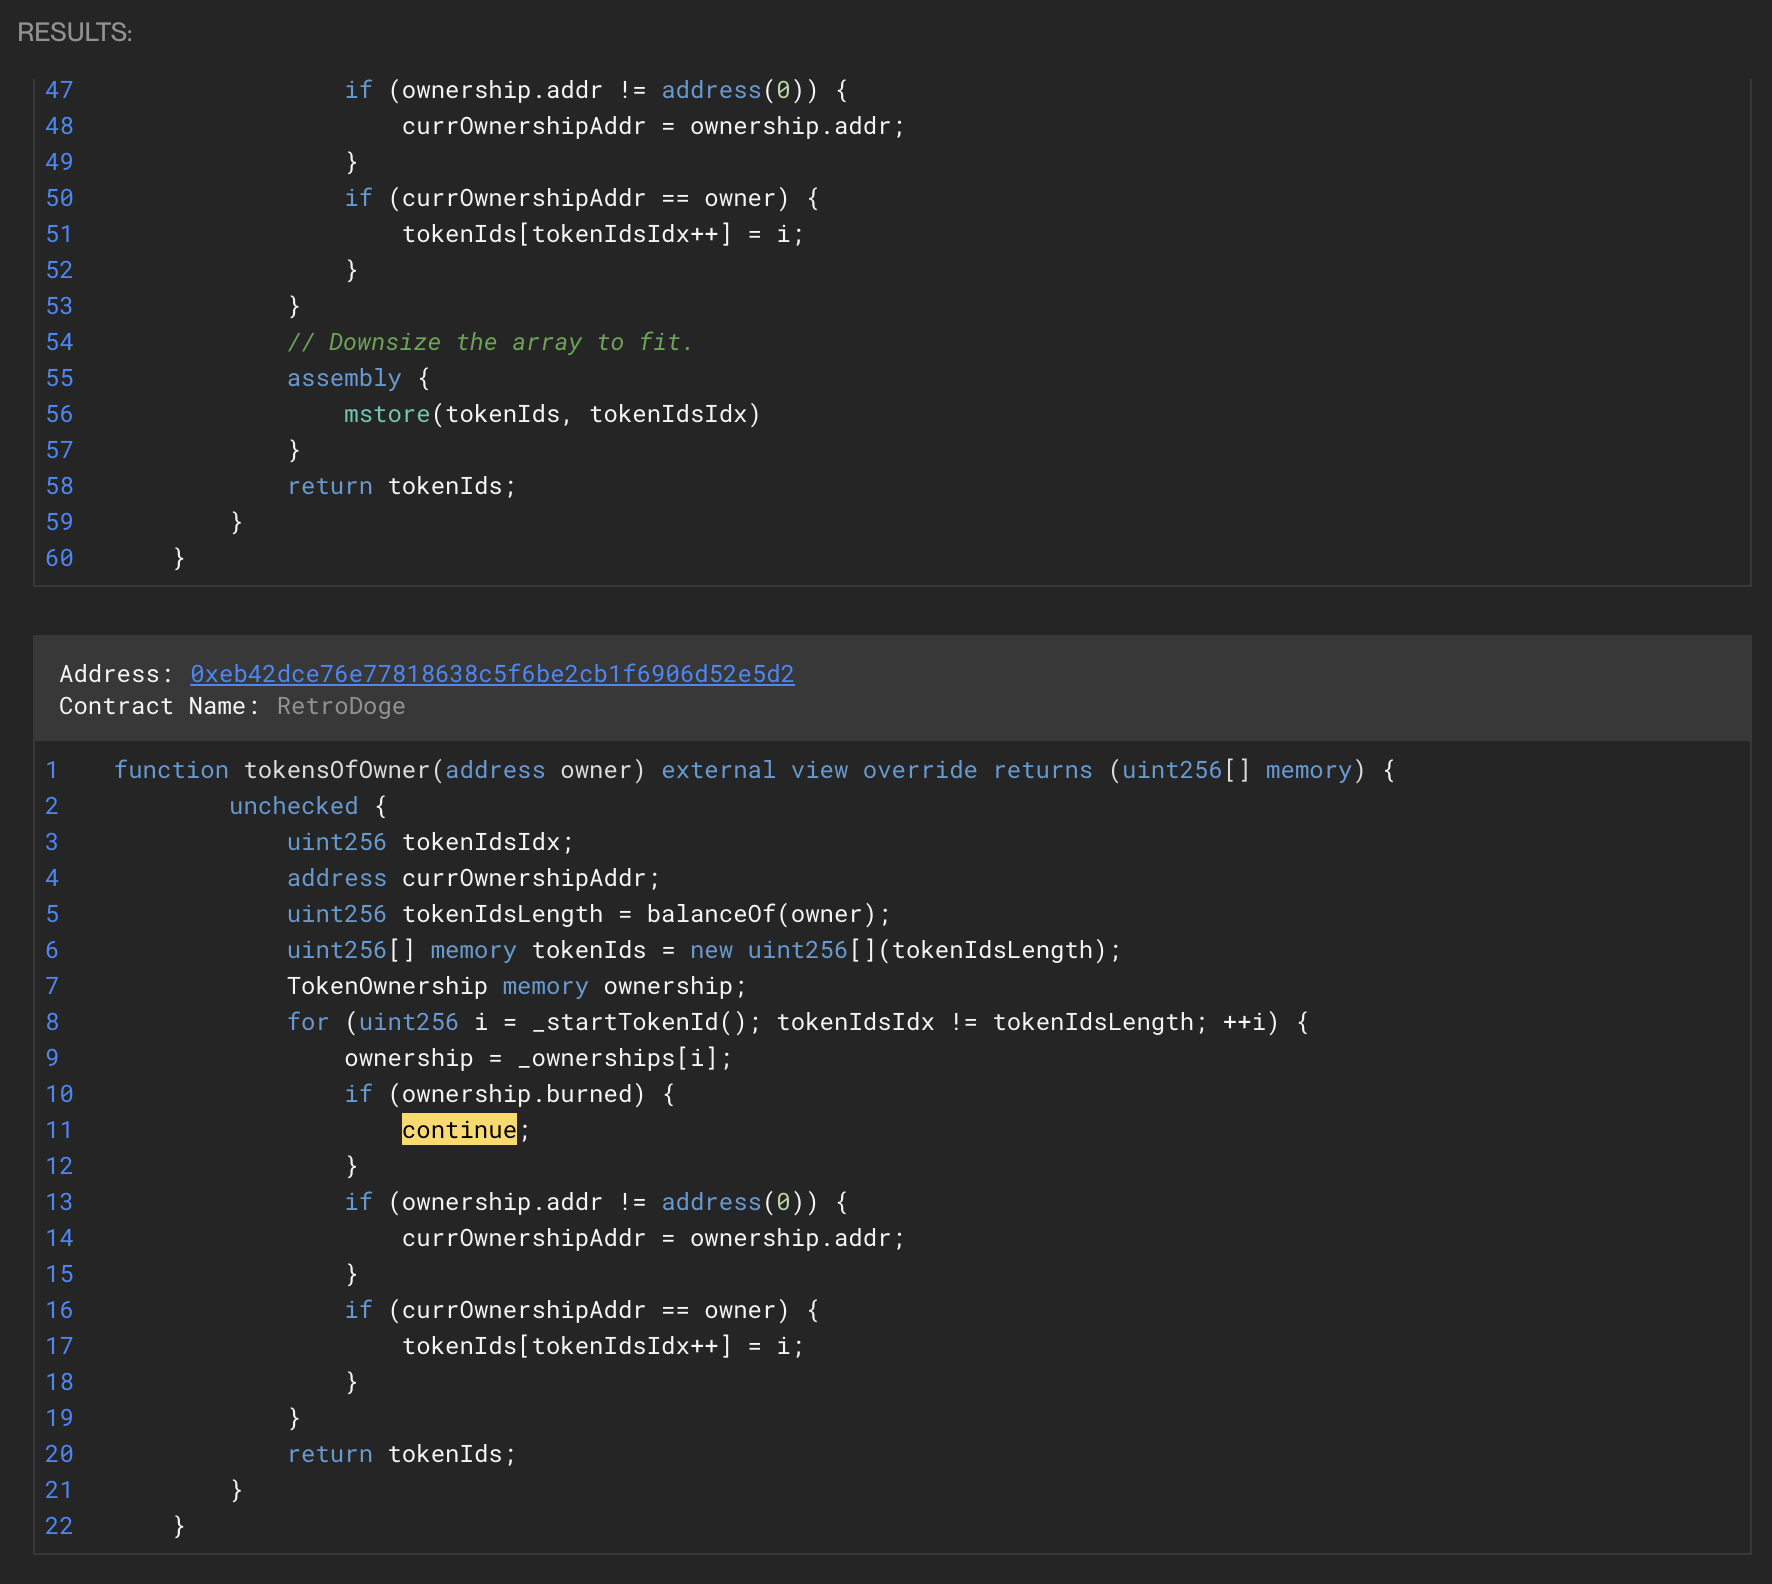 RESULTS:
47 if (ownership.addr != address(0)) {
48 currOwnershipAddr = ownership.addr;
49 }
50 if (currOwnershipAddr == owner) {
51 tokenIds[tokenIdsIdx++] = i;
52 }
53 }
54 // Downsize the array to fit.
55 assembly {
56 mstore(tokenIds, tokenIdsIdx)
57 }
58 return tokenIds;
59 }
60 }
Address: 0xeb42dce76e77818638c5f6be2cb1f6906d52e5d2
Contract Name: RetroDoge
1 function tokensOfOwner(address owner) external view override returns (uint256[] memory) {
2 unchecked {
3 uint256 tokenIdsIdx;
4 address currOwnershipAddr;
5 uint256 tokenIdsLength = balanceOf(owner);
6 uint256[] memory tokenIds = new uint256[](tokenIdsLength);
7 TokenOwnership memory ownership;
8 for (uint256 i = _startTokenId(); tokenIdsIdx != tokenIdsLength; ++i) {
9 ownership = _ownerships[i];
10 if (ownership.burned) {
11 continue;
12 }
13 if (ownership.addr != address(0)) {
14 currOwnershipAddr = ownership.addr;
15 }
16 if (currOwnershipAddr == owner) {
17 tokenIds[tokenIdsIdx++] = i;
18 }
19 }
20 return tokenIds;
21 }
22 }